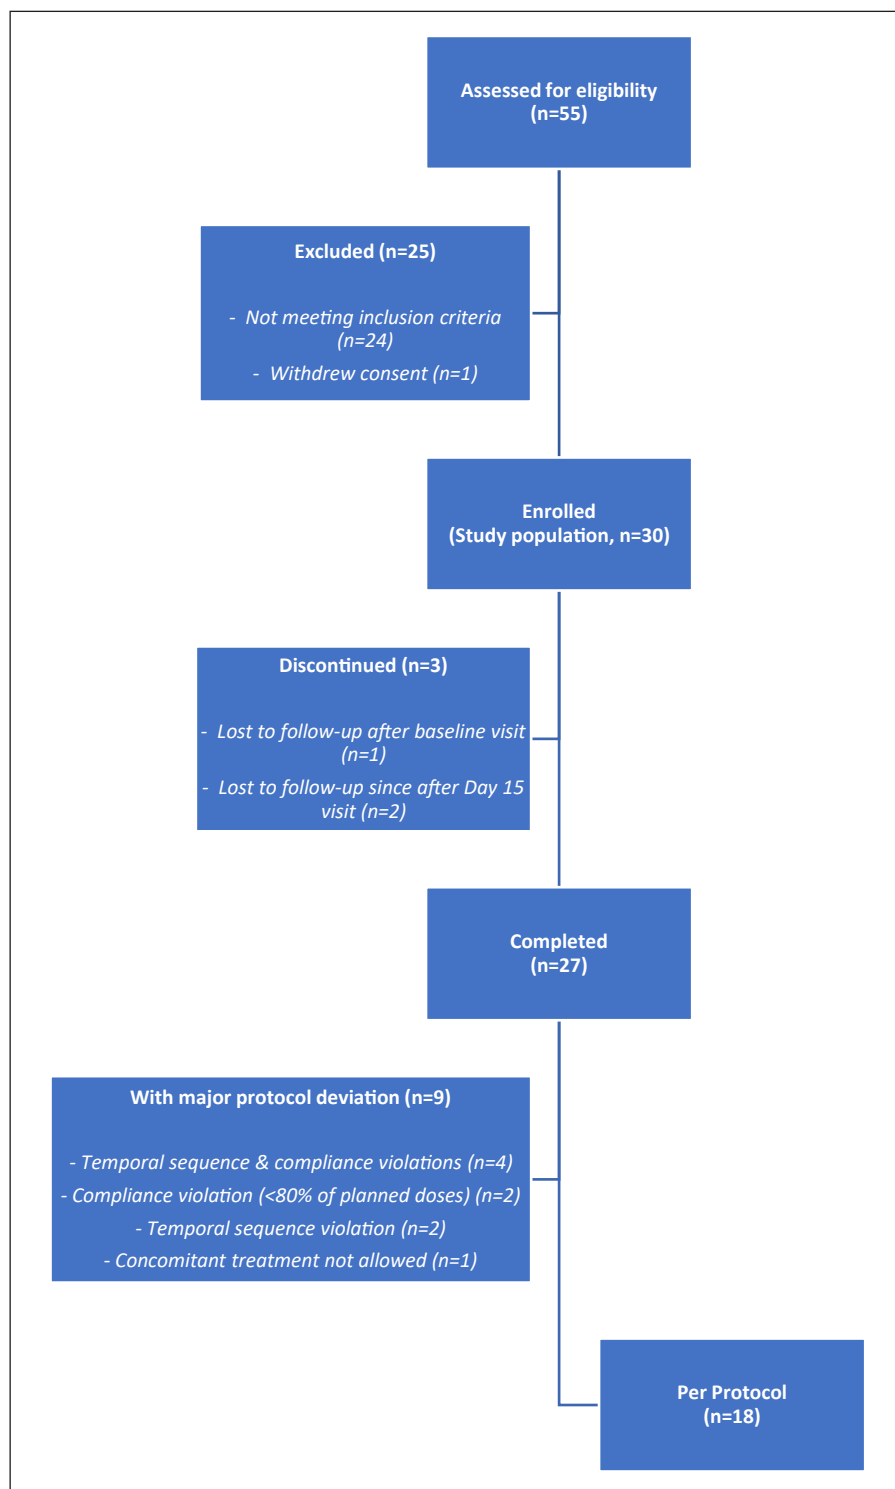 Assessed for eligibility
(n=55)
Excluded (n=25)
- Not meeting inclusion criteria
(n=24)
- Withdrew consent (n=1)
Enrolled
(Study population, n=30)
Discontinued (n=3)
- Lost to follow-up after baseline visit
(n=1)
- Lost to follow-up since after Day 15
visit (n=2)
Completed
(n=27)
With major protocol deviation (n=9)
- Temporal sequence & compliance violations (n=4)
- Compliance violation (<80% of planned doses) (n=2)
- Temporal sequence violation (n=2)
- Concomitant treatment not allowed (n=1)
Per Protocol
(n=18)